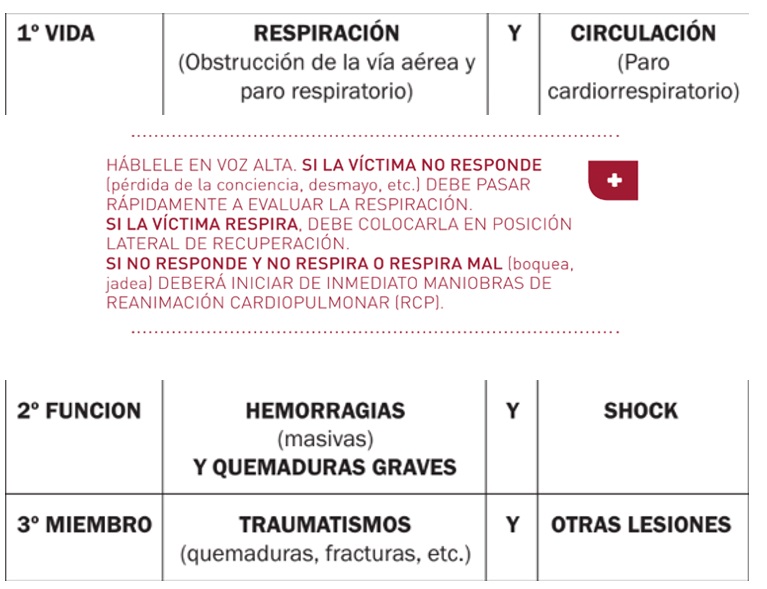 1º VIDA
RESPIRACIÓN
(Obstrucción de la vía aérea y
paro respiratorio)
Y
CIRCULACIÓN
(Paro
cardiorrespiratorio)
HÁBLELE EN VOZ ALTA. SI LA VÍCTIMA NO RESPONDE
(pérdida de la conciencia, desmayo, etc.) DEBE PASAR
RÁPIDAMENTE A EVALUAR LA RESPIRACIÓN.
SI LA VÍCTIMA RESPIRA, DEBE COLOCARLA EN POSICIÓN
LATERAL DE RECUPERACIÓN.
SI NO RESPONDE Y NO RESPIRA O RESPIRA MAL (boquea,
jadea) DEBERÁ INICIAR DE INMEDIATO MANIOBRAS DE
REANIMACIÓN CARDIOPULMONAR (RCP).
2º FUNCION
HEMORRAGIAS
(masivas)
Y QUEMADURAS GRAVES
Y
SHOCK
3º MIEMBRO
TRAUMATISMOS
(quemaduras, fracturas, etc.)
Y
OTRAS LESIONES